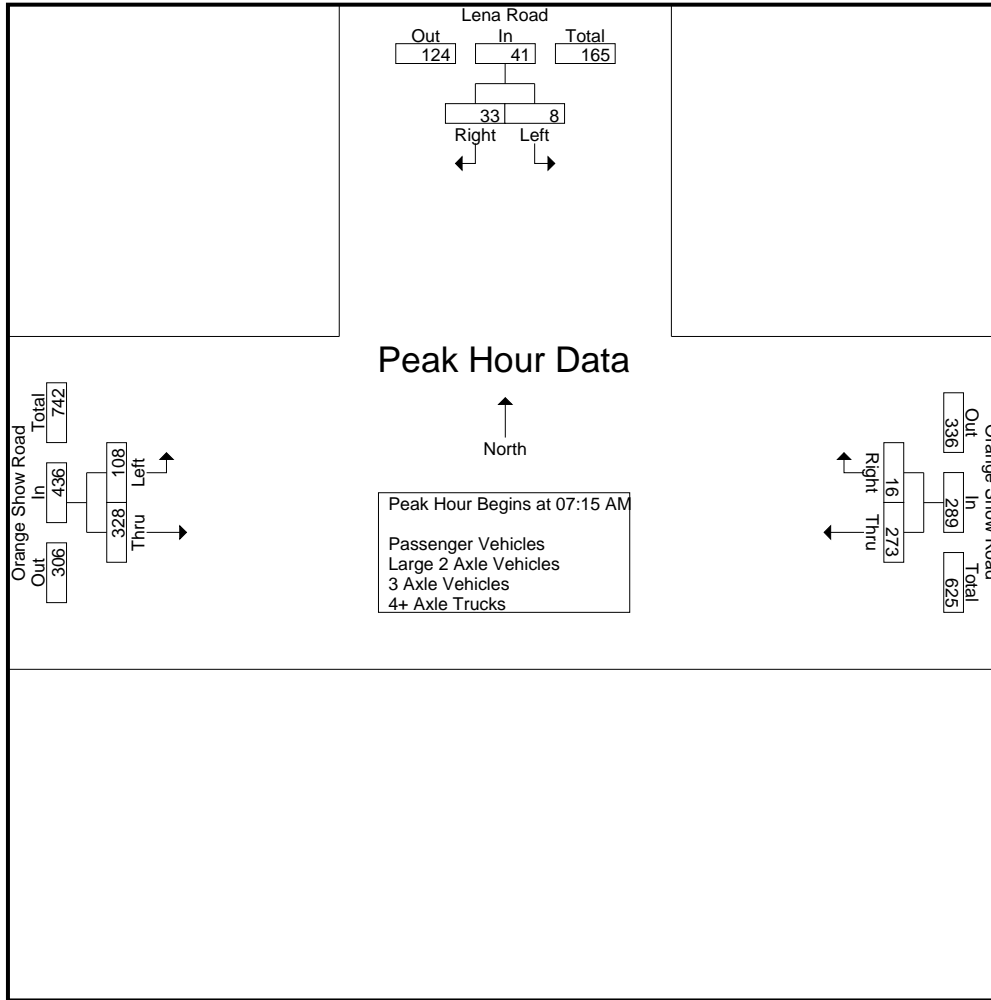 Lena Road
Out In Total
124 41 165
33 8
Right Left
Peak Hour Data
North
Peak Hour Begins at 07:15 AM
Passenger Vehicles
Large 2 Axle Vehicles
3 Axle Vehicles
4+ Axle Trucks
Orange Show Road
Out In Total
306 436 742
328 108
Thru Left
Orange Show Road
Out In Total
336 289 625
16 273
Right Thru